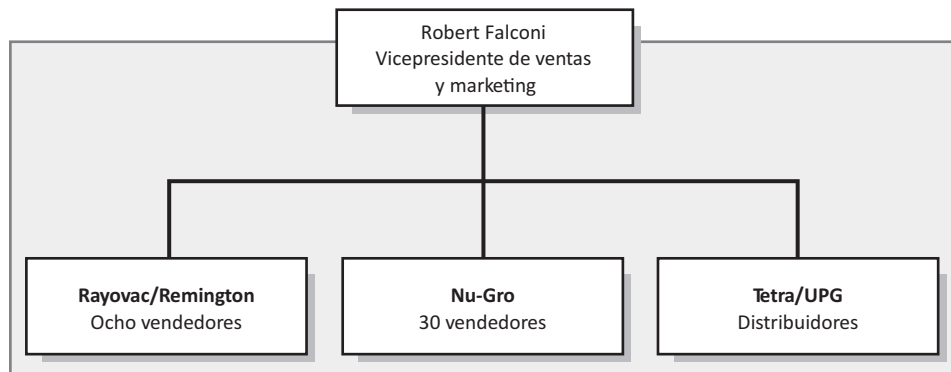 Robert Falconi
Vicepresidente de ventas
y marketing
Rayovac/Remington
Ocho vendedores
Nu-Gro
30 vendedores
Tetra/UPG
Distribuidores